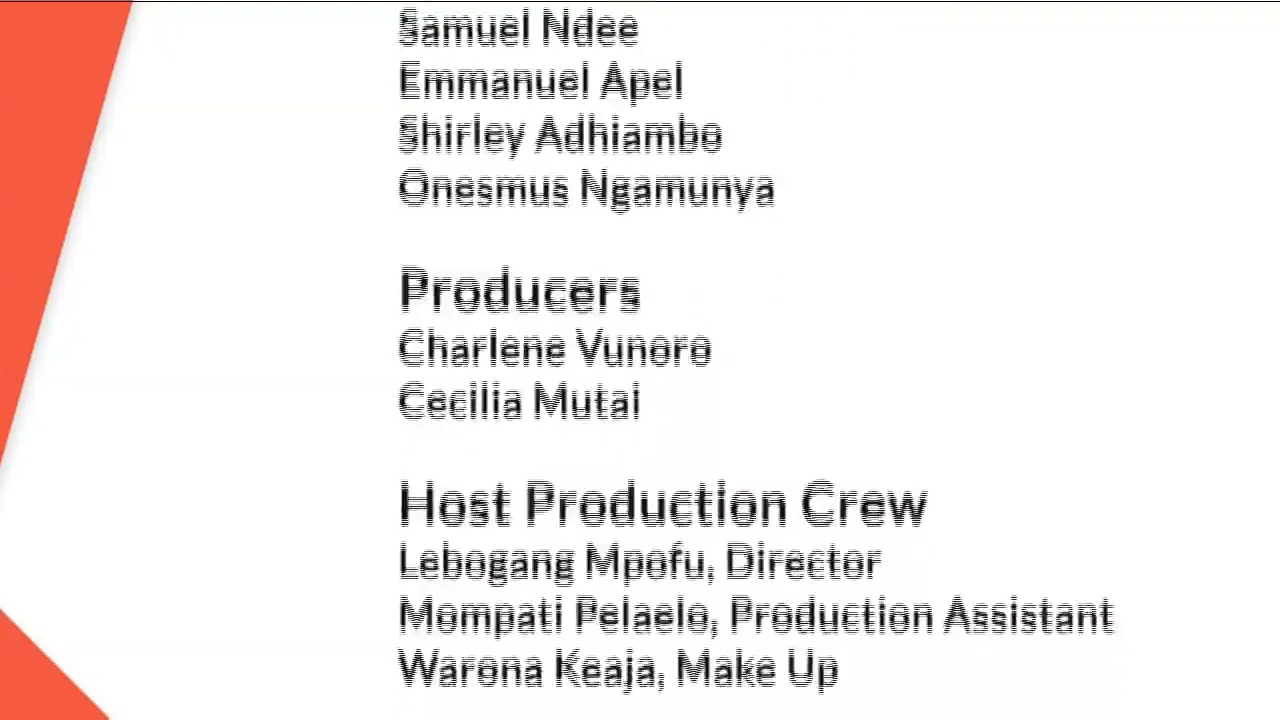 Samuel Ndee
Emmanuel Apel
Shirley Adhiambo
Onesmus Ngamunya
Producers
Charlene Vunoro
Cecilia Mutai
Host Production Crew
Lebogang Mpofu, Director
Mompati Pelaelo, Production Assistant
Warona Keaja, Make Up